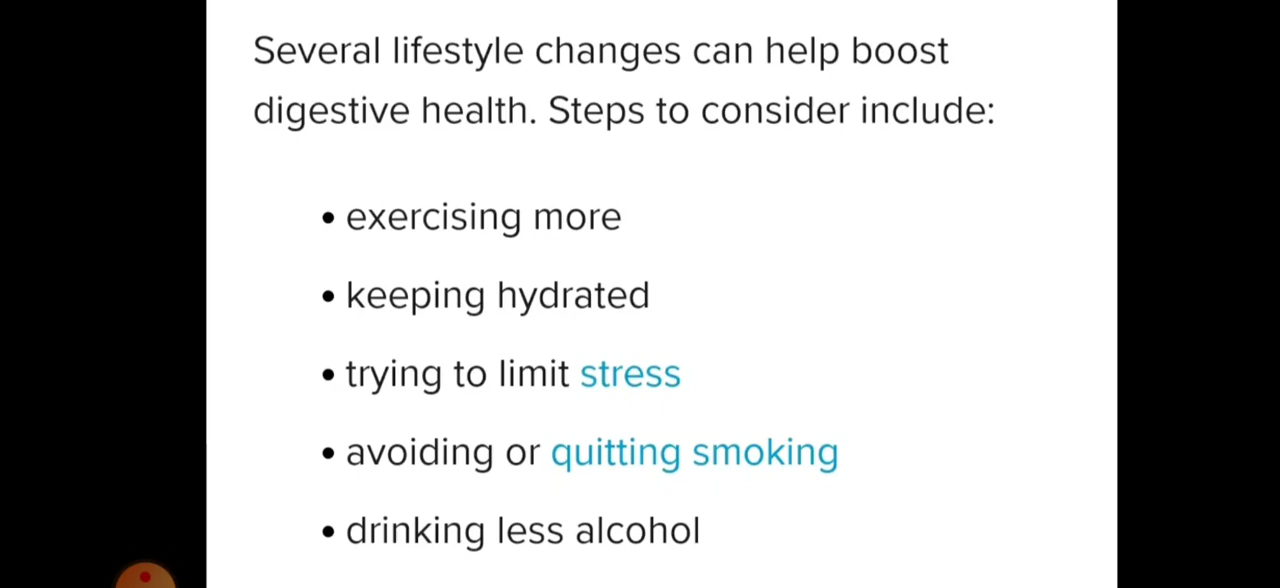 Several lifestyle changes can help boost
digestive health. Steps to consider include:
• exercising more
• keeping hydrated
• trying to limit stress
• avoiding or quitting smoking
• drinking less alcohol